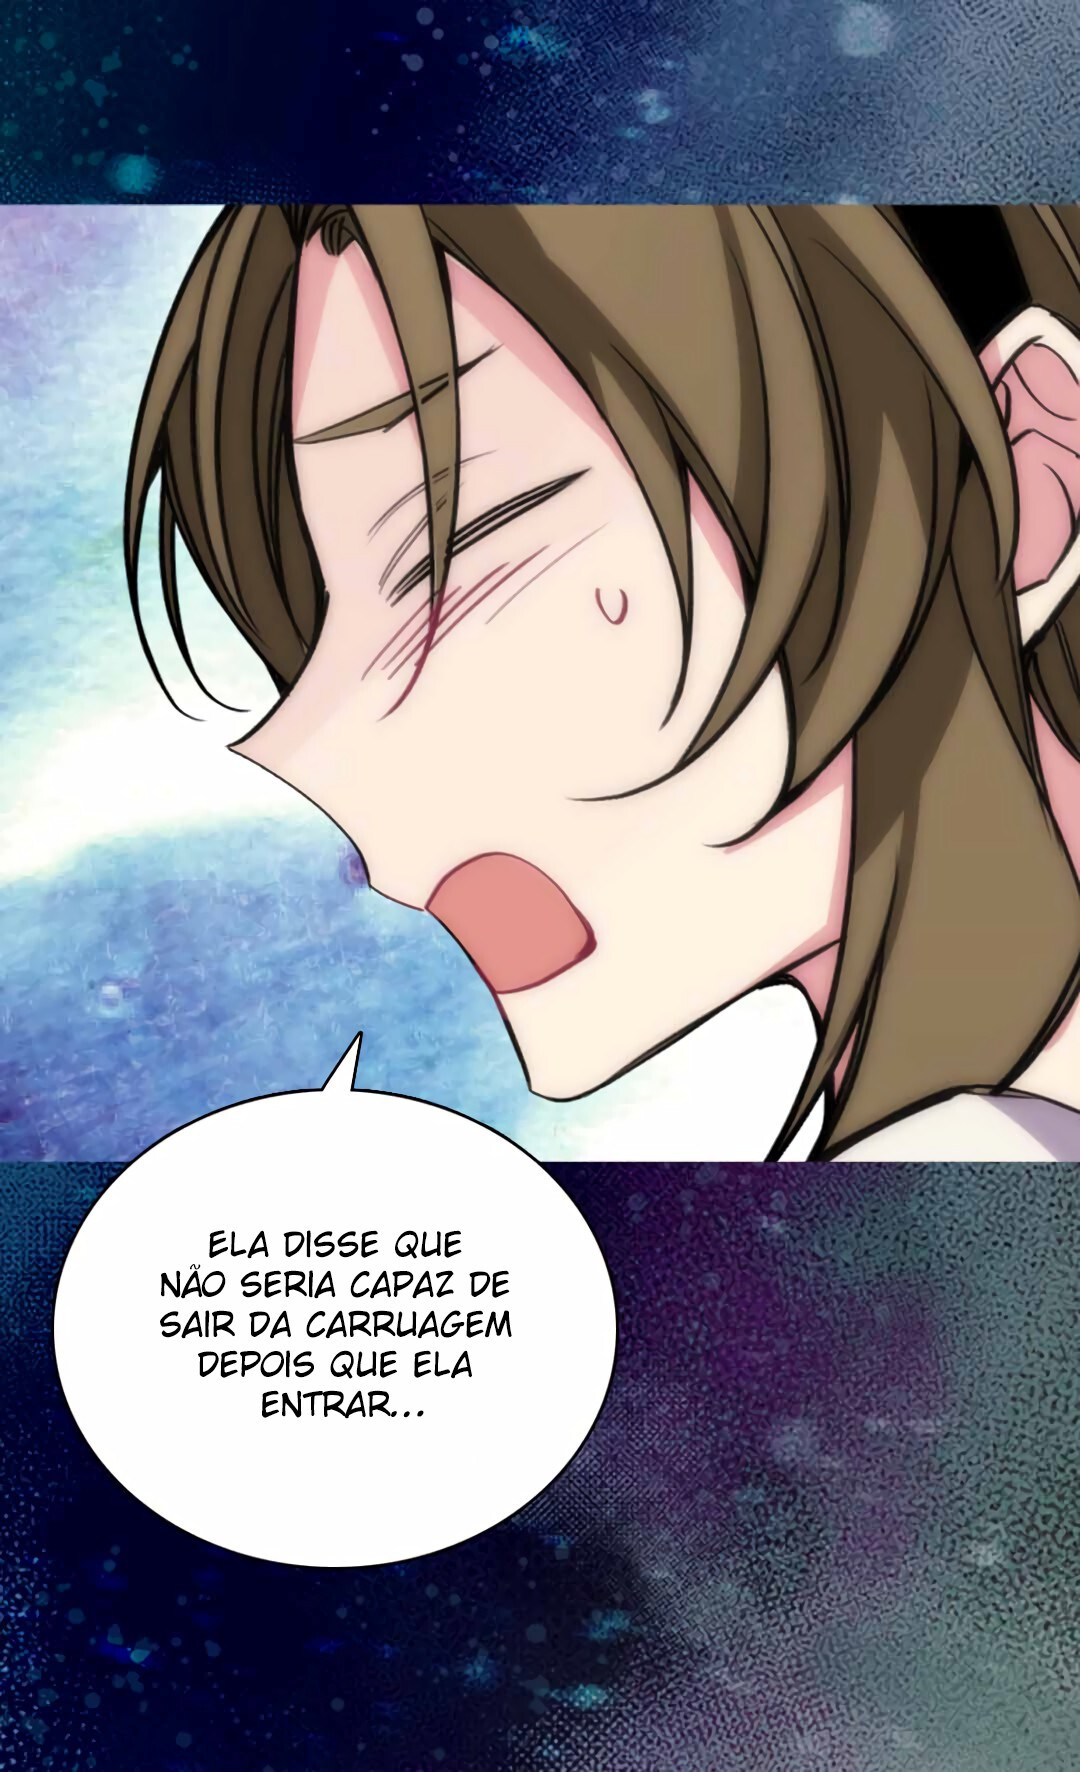 ELA DISSE QUE
NÃO SERIA CAPAZ DE
SAIR DA CARRUAGEM
DEPOIS QUE ELA
ENTRAR...